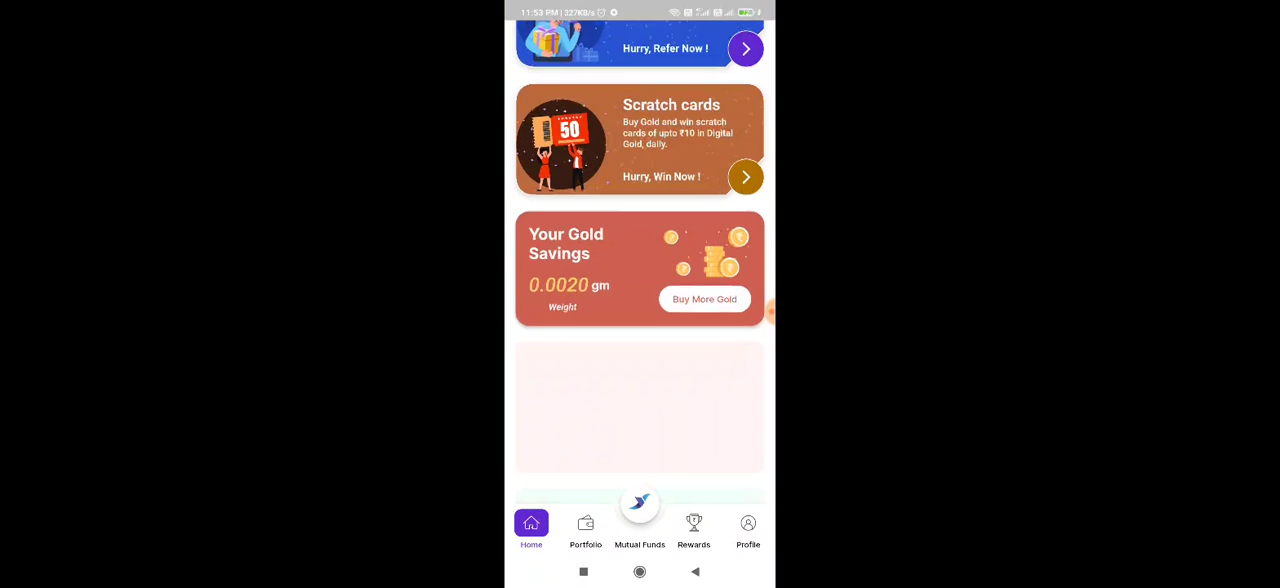 11:53 PM | 327KB/s
Hurry, Refer Now !
Scratch cards
Buy Gold and win scratch
cards of upto ₹10 in Digital
Gold, daily.
50
Hurry, Win Now !
Your Gold
Savings
0.0020 gm
Weight
Buy More Gold
Home
Portfolio
Mutual Funds
Rewards
Profile